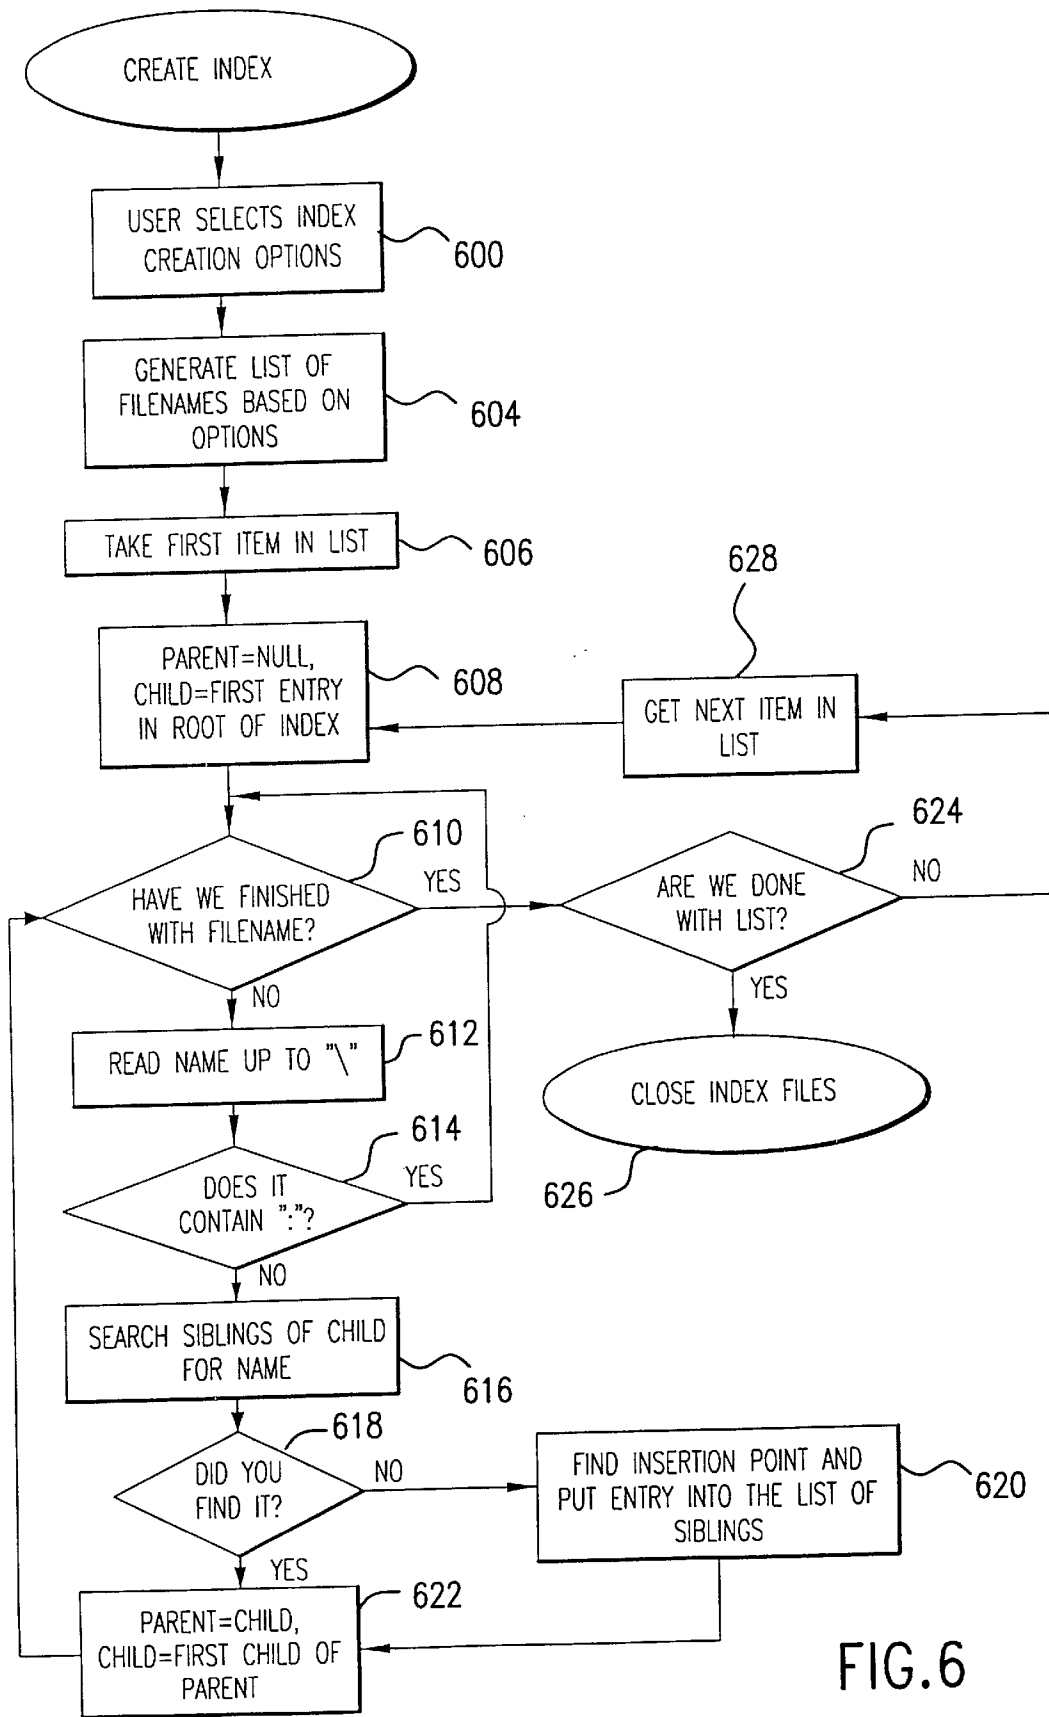 CREATE INDEX
USER SELECTS INDEX
CREATION OPTIONS
600
GENERATE LIST OF
FILENAMES BASED ON
OPTIONS
604
TAKE FIRST ITEM IN LIST
606
628
PARENT=NULL,
CHILD=FIRST ENTRY
IN ROOT OF INDEX
608
GET NEXT ITEM IN
LIST
610
624
HAVE WE FINISHED
WITH FILENAME?
YES
ARE WE DONE
WITH LIST?
NO
NO
YES
READ NAME UP TO "\"
612
CLOSE INDEX FILES
614
626
DOES IT
CONTAIN ":"?
YES
NO
SEARCH SIBLINGS OF CHILD
FOR NAME
616
618
DID YOU
FIND IT?
NO
FIND INSERTION POINT AND
PUT ENTRY INTO THE LIST OF
SIBLINGS
620
YES
622
PARENT=CHILD,
CHILD=FIRST CHILD OF
PARENT
FIG.6